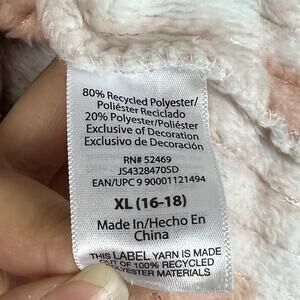 80% Recycled Polyester/
Poliéster Reciclado
20% Polyester/Poliéster
Exclusive of Decoration
Exclusivo de Decoración
RN# 52469
JS4328470SD
EAN/UPC 9 90001121494
XL (16-18)
Made In/Hecho En
China
THIS LABEL YARN IS MADE
OUT OF 100% RECYCLED
POLYESTER MATERIALS